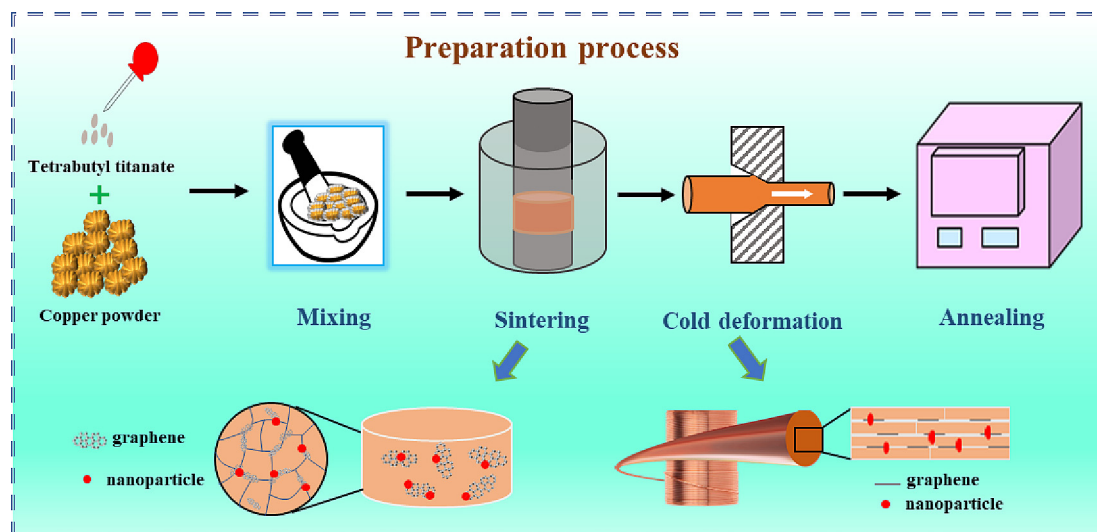 Preparation process
Tetrabutyl titanate
+
Copper powder
Mixing
Sintering
Cold deformation
Annealing
graphene
nanoparticle
graphene
nanoparticle